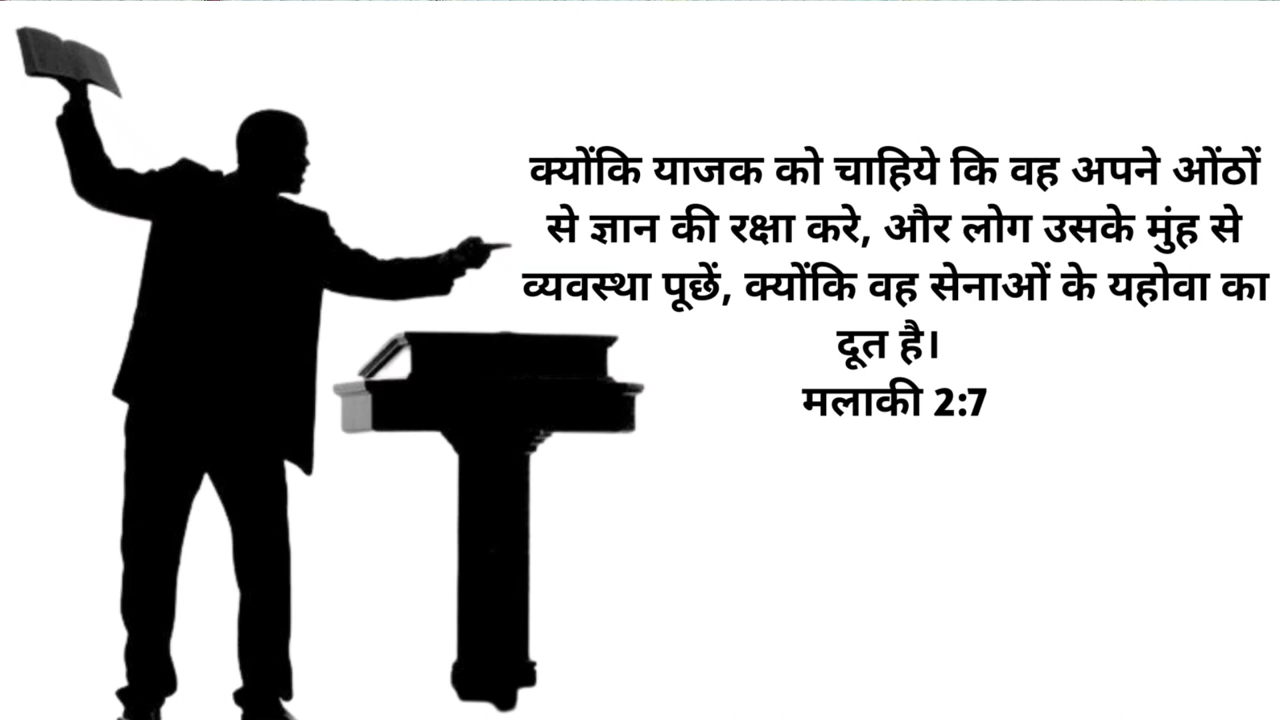 क्योंकि याजक को चाहिये कि वह अपने ओंठों
से ज्ञान की रक्षा करे, और लोग उसके मुंह से
व्यवस्था पूछें, क्योंकि वह सेनाओं के यहोवा का
दूत है।
मलाकी 2:7